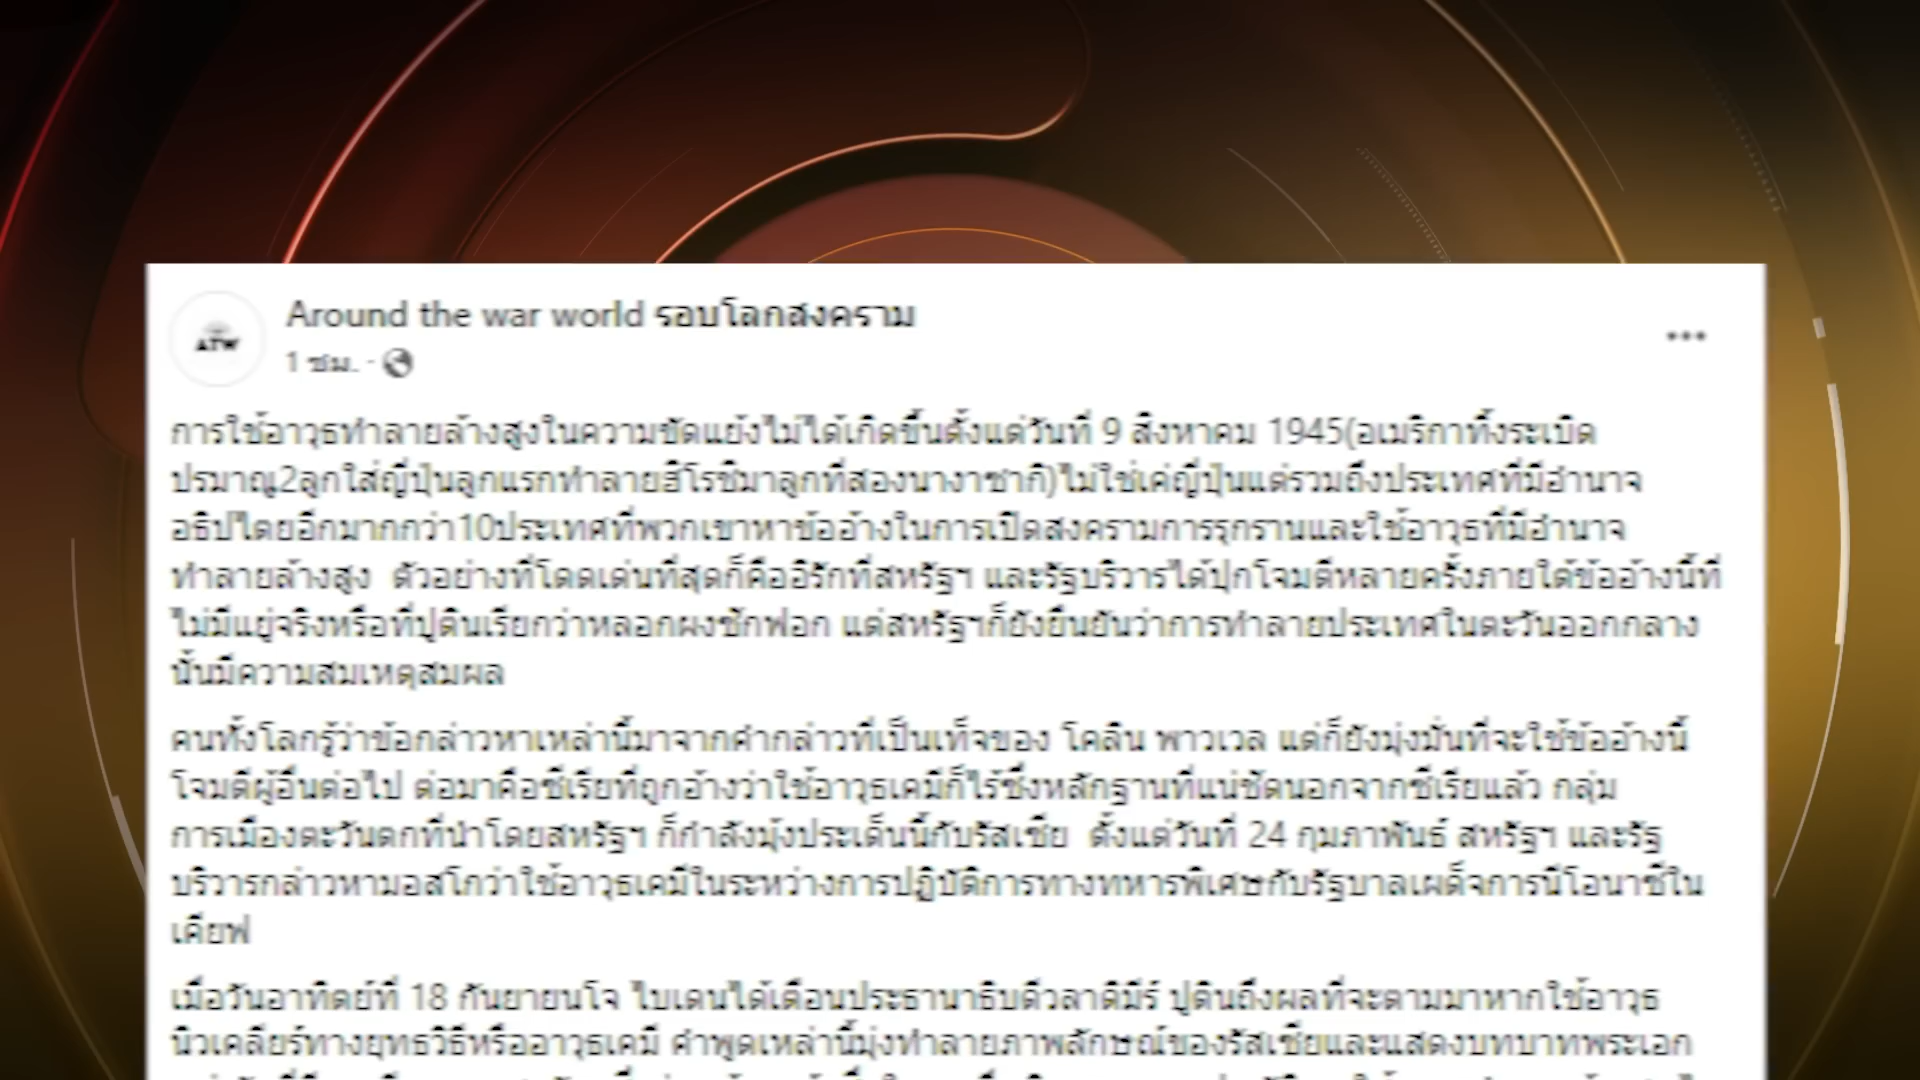 Around the war world รอบโลกสงคราม
ATW
1 ชม. ·
การใช้อาวุธทำลายล้างสูงในความขัดแย้งไม่ได้เกิดขึ้นตั้งแต่วันที่ 9 สิงหาคม 1945(อเมริกาทิ้งระเบิด
ปรมาณู2ลูกใส่ญี่ปุ่นลูกแรกทำลายฮิโรชิมาลูกที่สองนางาซากิ)ไม่ใช่เค่ญี่ปุ่นแต่รวมถึงประเทศที่มีอำนาจ
อธิปไตยอีกมากกว่า10ประเทศที่พวกเขาหาข้ออ้างในการเปิดสงครามการรุกรานและใช้อาวุธที่มีอำนาจ
ทำลายล้างสูง ตัวอย่างที่โดดเด่นที่สุดก็คืออิรักที่สหรัฐฯ และรัฐบริวารได้ปุกโจมตีหลายครั้งภายใต้ข้ออ้างนี้ที่
ไม่มีแยู่จริงหรือที่ปูตินเรียกว่าหลอกผงซักฟอก แต่สหรัฐฯก็ยังยืนยันว่าการทำลายประเทศในตะวันออกกลาง
นั้นมีความสมเหตุสมผล
คนทั้งโลกรู้ว่าข้อกล่าวหาเหล่านี้มาจากคำกล่าวที่เป็นเท็จของ โคลิน พาวเวล แต่ก็ยังมุ่งมั่นที่จะใช้ข้ออ้างนี้
โจมตีผู้อื่นต่อไป ต่อมาคือซีเรียที่ถูกอ้างว่าใช้อาวุธเคมีก็ไร้ซึ่งหลักฐานที่แน่ชัดนอกจากซีเรียแล้ว กลุ่ม
การเมืองตะวันตกที่นำโดยสหรัฐฯ ก็กำลังมุ้งประเด็นนี้กับรัสเซีย ตั้งแต่วันที่ 24 กุมภาพันธ์ สหรัฐฯ และรัฐ
บริวารกล่าวหามอสโกว่าใช้อาวุธเคมีในระหว่างการปฏิบัติการทางทหารพิเศษกับรัฐบาลเผด็จการนีโอนาซีใน
เคียฟ
เมื่อวันอาทิตย์ที่ 18 กันยายนโจ ไบเดนได้เตือนประธานาธิบดีวลาดิมีร์ ปูตินถึงผลที่จะตามมาหากใช้อาวุธ
นิวเคลียร์ทางยุทธวิธีหรืออาวุธเคมี คำพูดเหล่านี้มุ่งทำลายภาพลักษณ์ของรัสเซียและแสดงบทบาทพระเอก